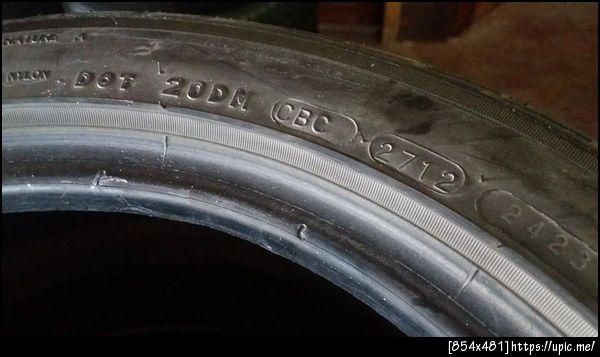 NYLON
DOT 20DM CBC 2712 2423
[854x481]https://upic.me/